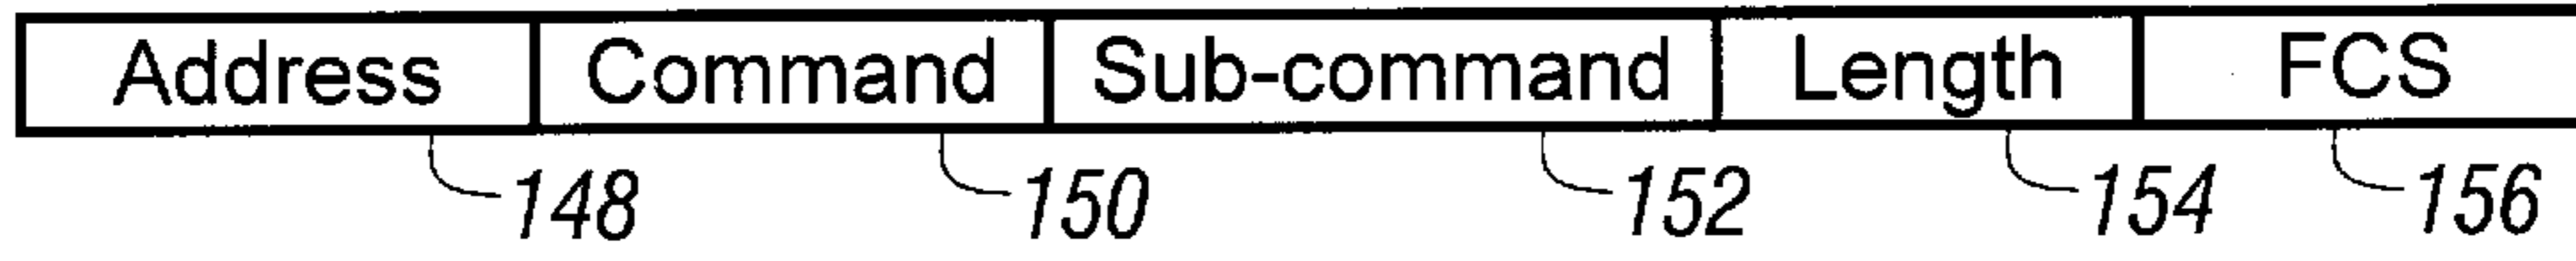 Address Command Sub-command Length FCS
148 150 152 154 156